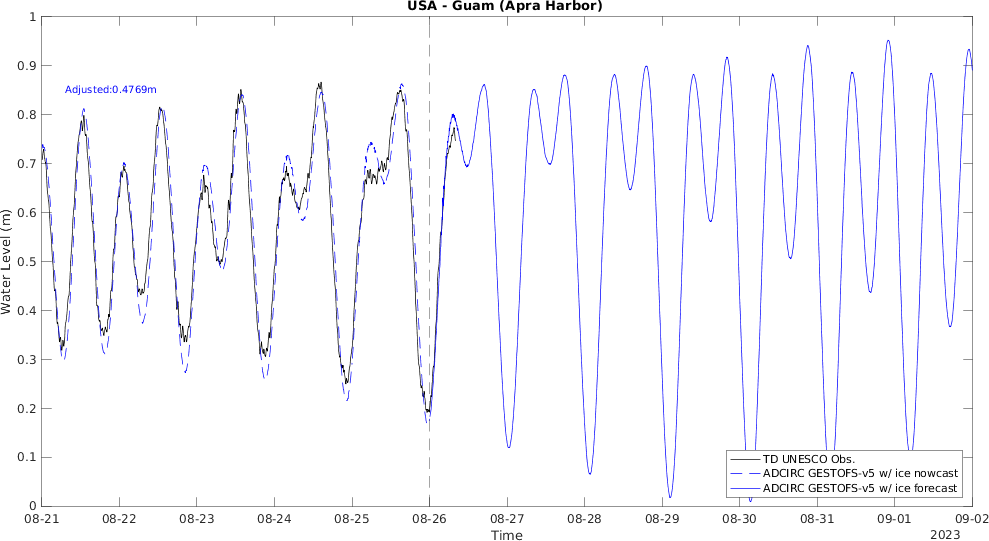 USA - Guam (Apra Harbor)
Adjusted:0.4769m
Water Level (m)
1
0.9
0.8
0.7
0.6
0.5
0.4
0.3
0.2
0.1
0
TD UNESCO Obs.
ADCIRC GESTOFS-v5 w/ ice nowcast
ADCIRC GESTOFS-v5 w/ ice forecast
08-21 08-22 08-23 08-24 08-25 08-26 08-27 08-28 08-29 08-30 08-31 09-01 09-02
Time
2023